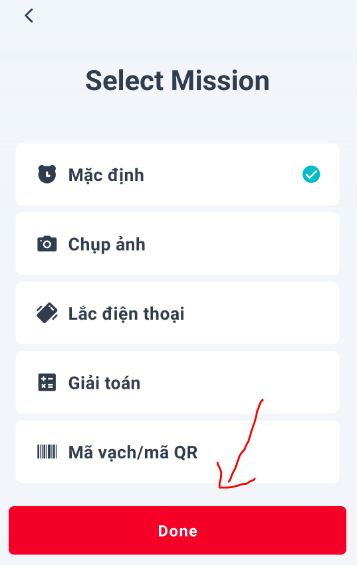 Select Mission
Mặc định
Chụp ảnh
Lắc điện thoại
Giải toán
Mã vạch/mã QR
Done